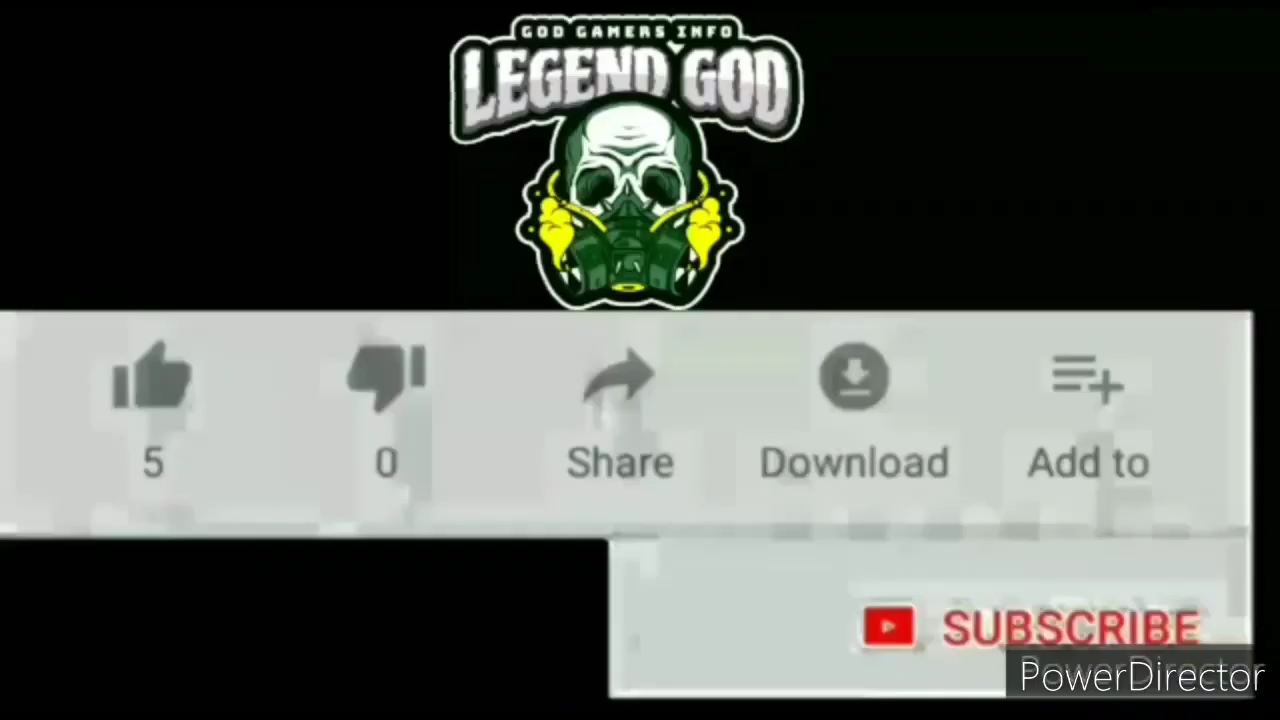 GOD GAMERS INFO
LEGEND GOD
5 0 Share Download Add to
SUBSCRIBE
PowerDirector